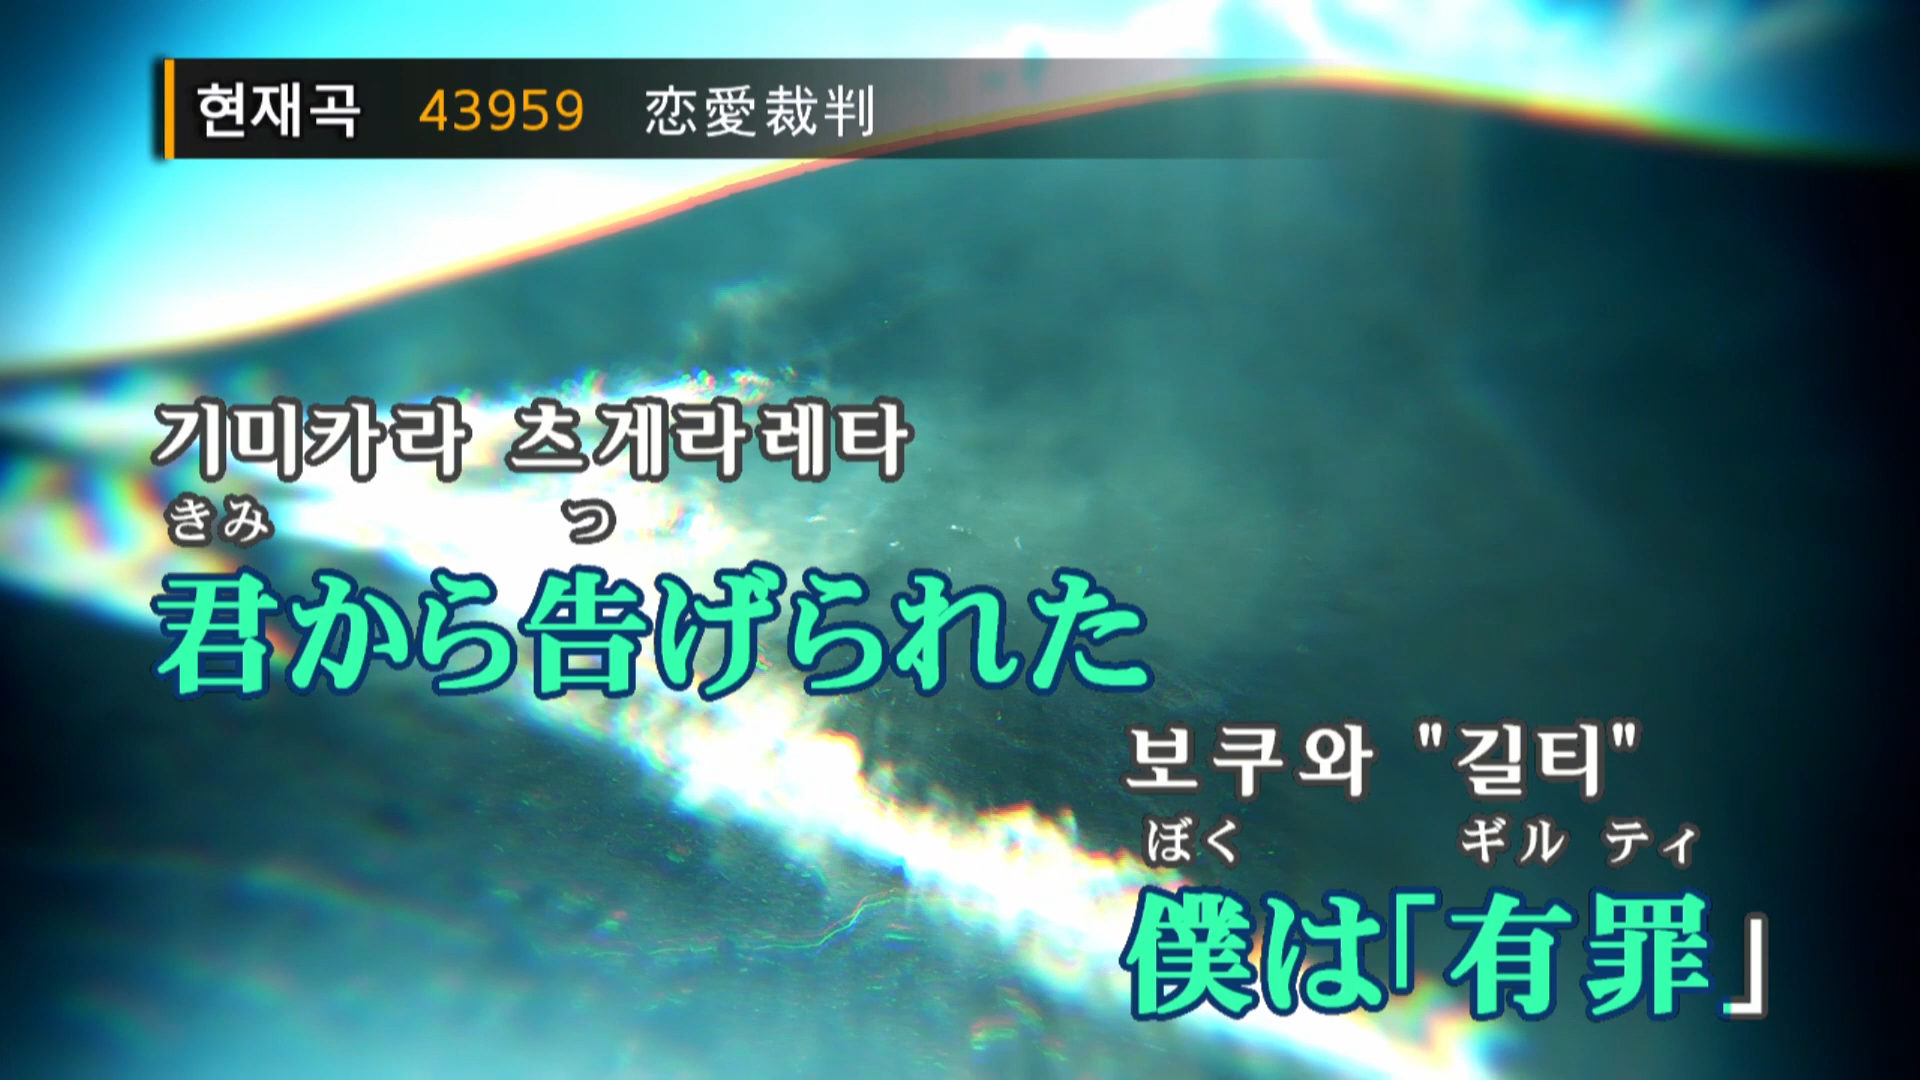 현재곡 43959 恋愛裁判
기미카라 츠게라레타
きみ つ
君から告げられた
보쿠와 "길티"
ぼく ギル ティ
僕は「有罪」